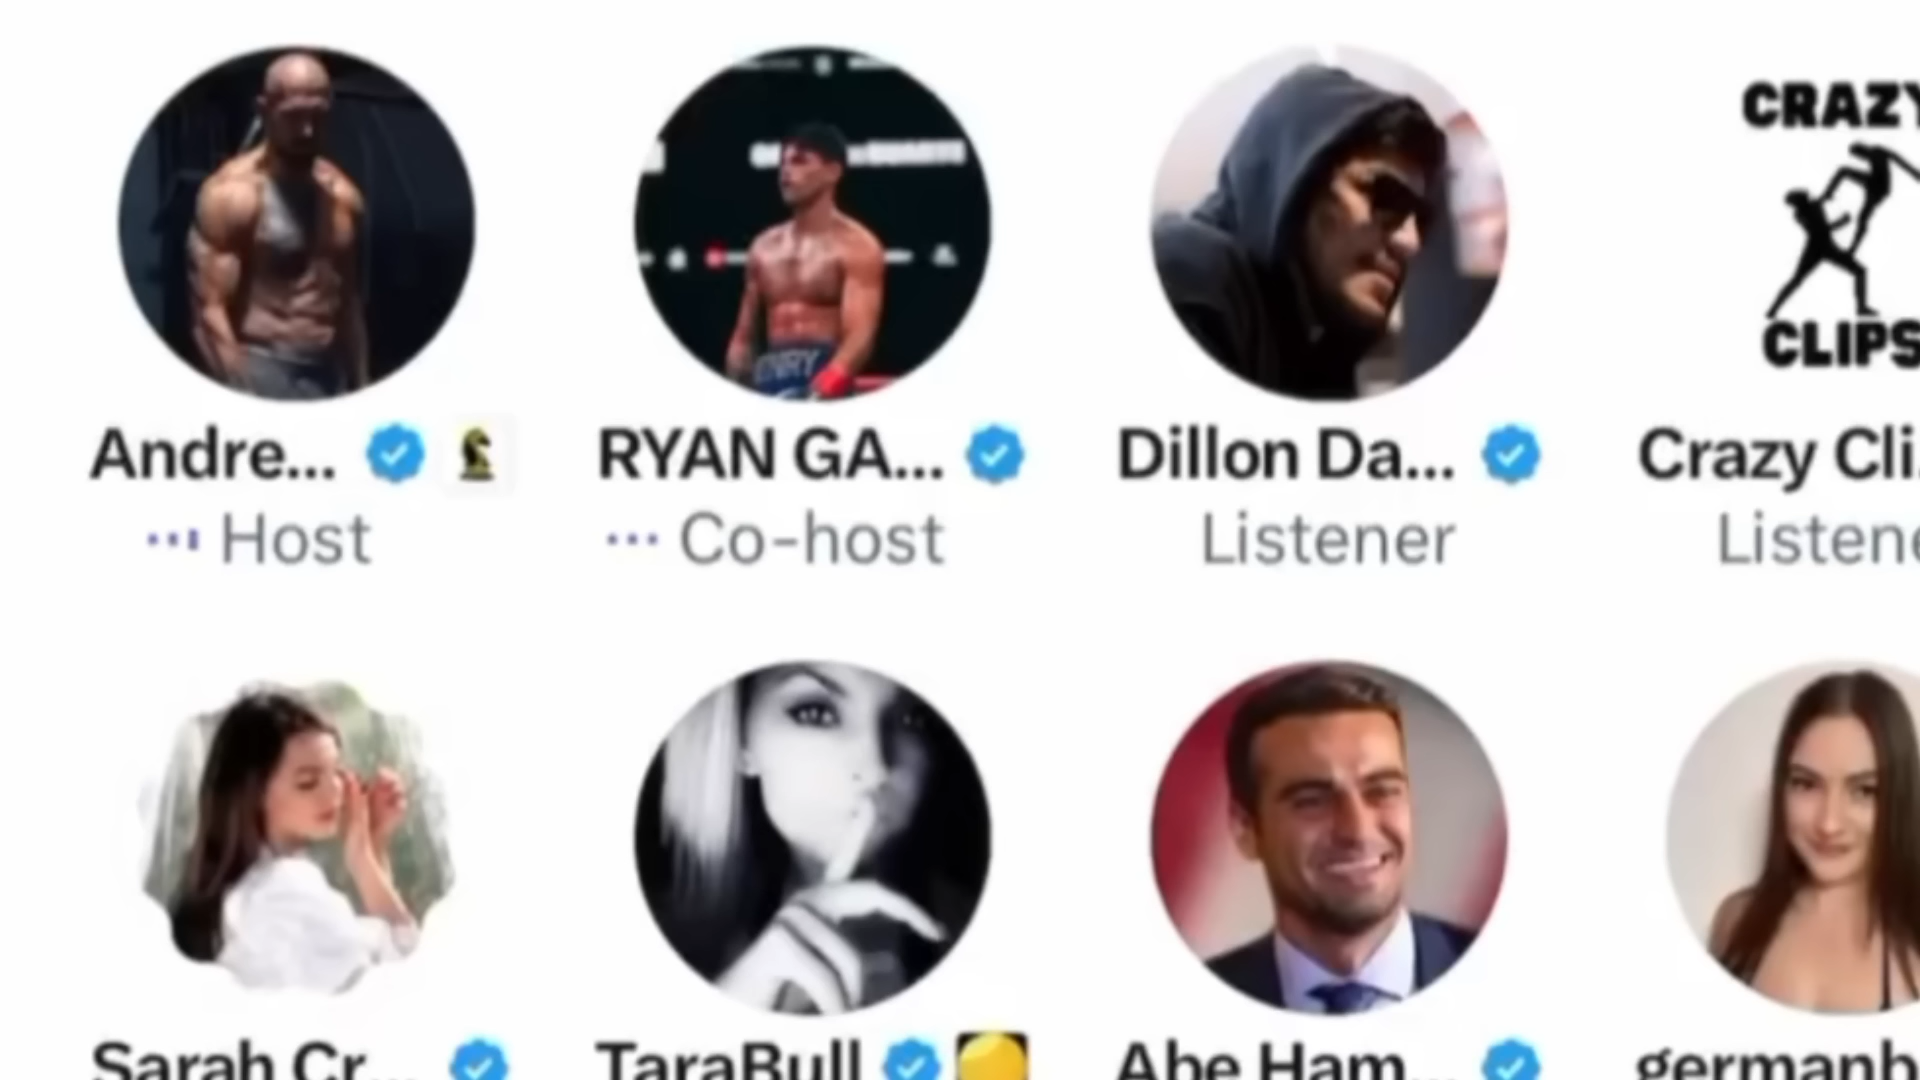 CRAZY
CLIPS
Andre... RYAN GA... Dillon Da... Crazy Cli.
Host Co-host Listener Listene
Sarah Cr... TaraBull Abe Ham... germanb